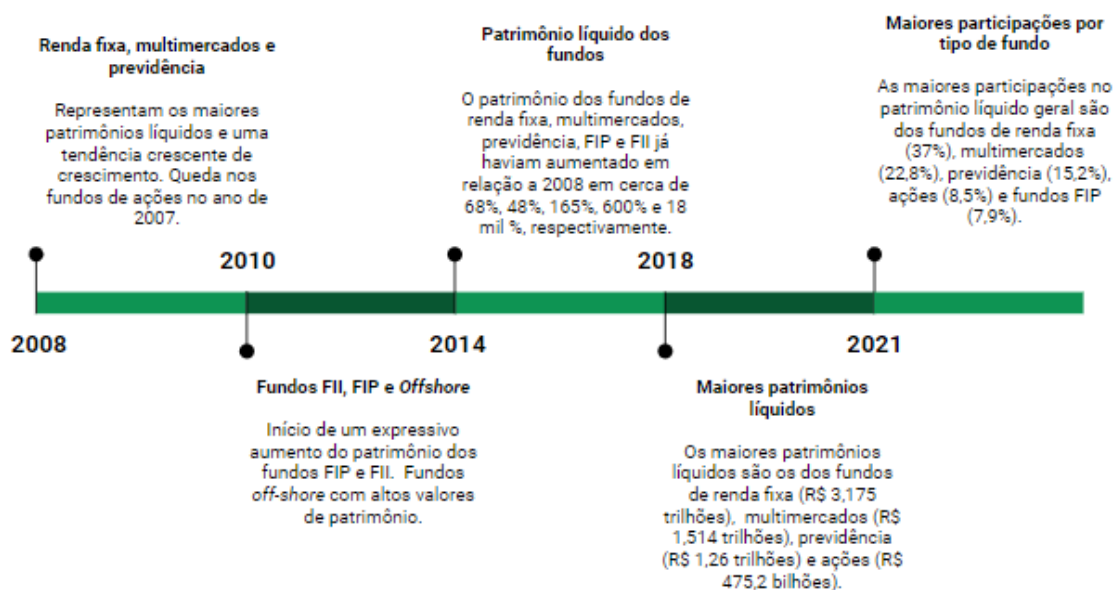 Renda fixa, multimercados e
previdência
Representam os maiores
patrimônios líquidos e uma
tendência crescente de
crescimento. Queda nos
fundos de ações no ano de
2007.
Patrimônio líquido dos
fundos
O patrimônio dos fundos de
renda fixa, multimercados,
previdência, FIP e FII já
haviam aumentado em
relação a 2008 em cerca de
68%, 48%, 165%, 600% e 18
mil %, respectivamente.
Maiores participações por
tipo de fundo
As maiores participações no
patrimônio líquido geral são
dos fundos de renda fixa
(37%), multimercados
(22,8%), previdência (15,2%),
ações (8,5%) e fundos FIP
(7,9%).
2010
2018
2008
2014
2021
Fundos FII, FIP e Offshore
Início de um expressivo
aumento do patrimônio dos
fundos FIP e FII. Fundos
off-shore com altos valores
de patrimônio.
Maiores patrimônios
líquidos
Os maiores patrimônios
líquidos são os dos fundos
de renda fixa (R$ 3,175
trilhões), multimercados (R$
1,514 trilhões), previdência
(R$ 1,26 trilhões) e ações (R$
475,2 bilhões).